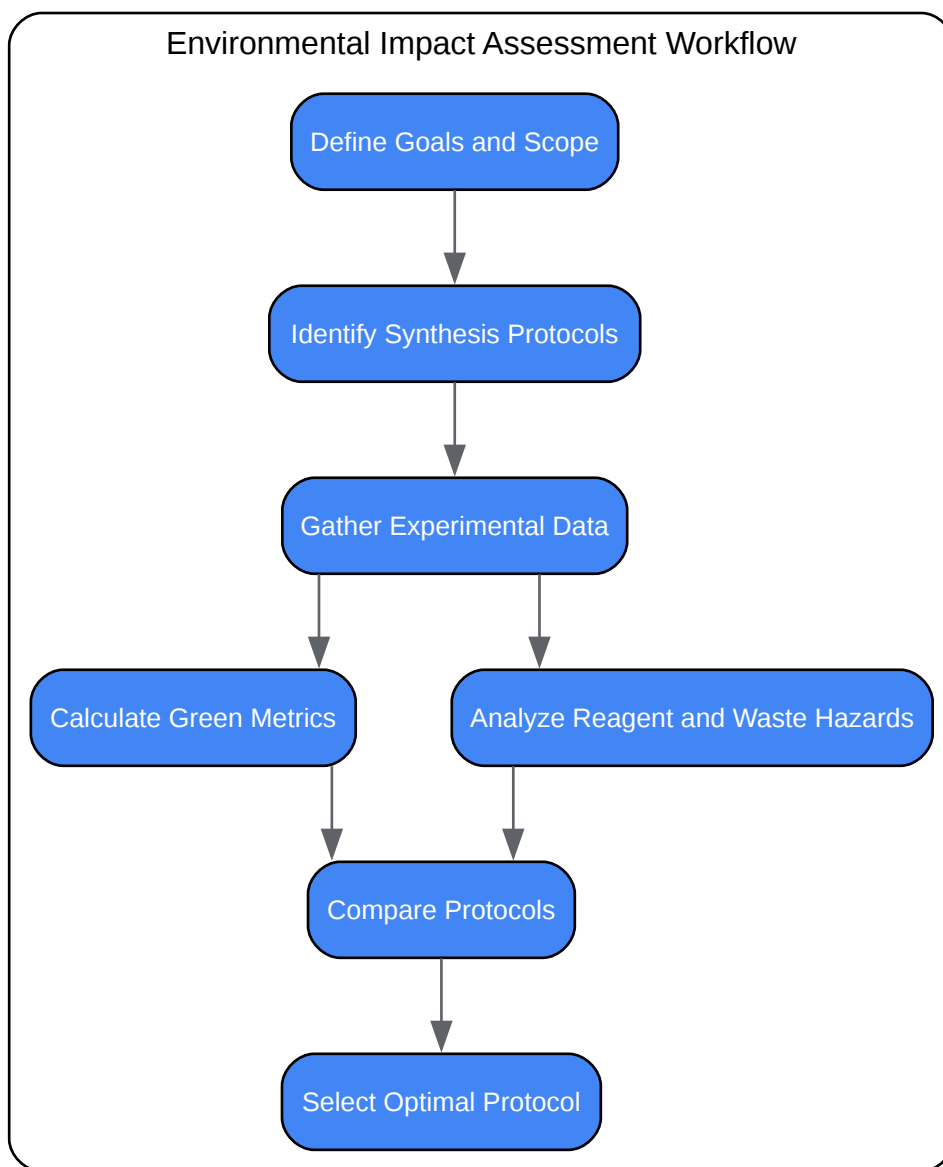 Environmental Impact Assessment Workflow
Define Goals and Scope
Identify Synthesis Protocols
Gather Experimental Data
Calculate Green Metrics
Analyze Reagent and Waste Hazards
Compare Protocols
Select Optimal Protocol